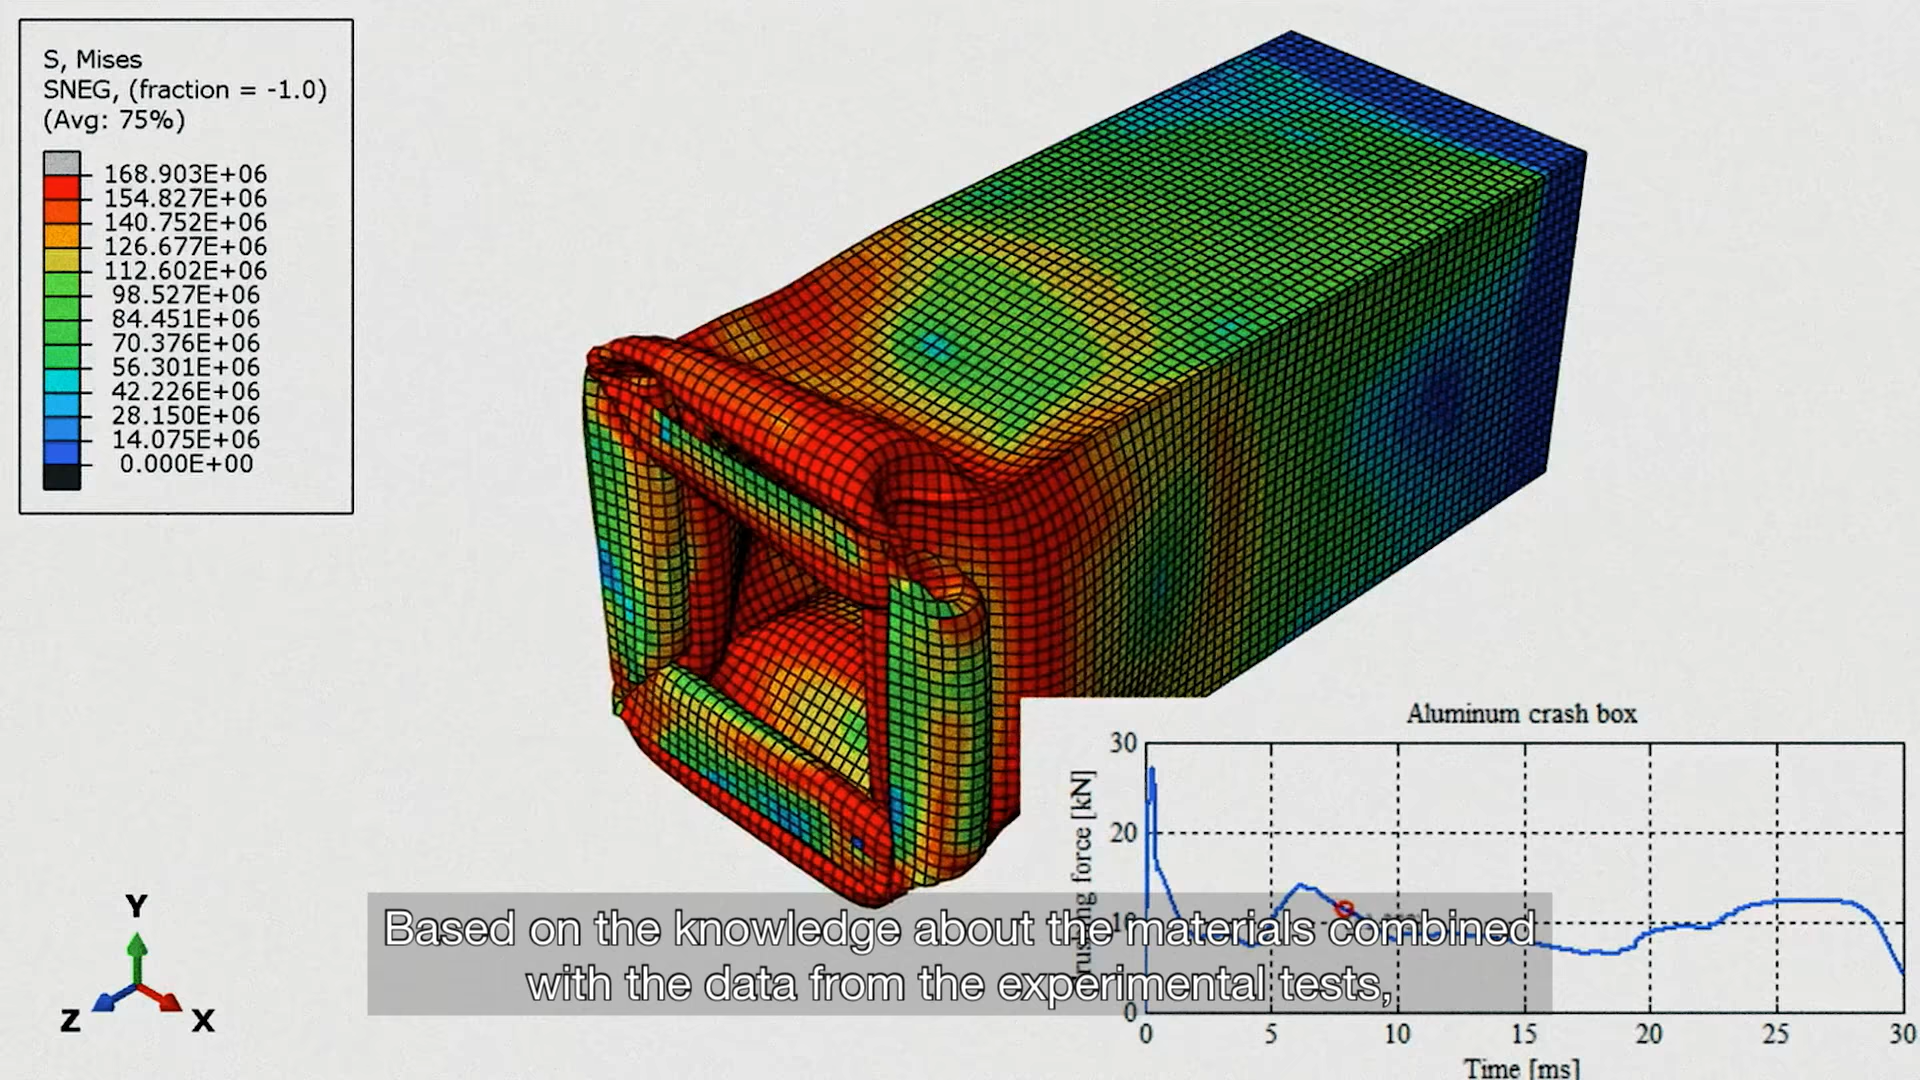 S, Mises
SNEG, (fraction = -1.0)
(Avg: 75%)
168.903E+06
154.827E+06
140.752E+06
126.677E+06
112.602E+06
98.527E+06
84.451E+06
70.376E+06
56.301E+06
42.226E+06
28.150E+06
14.075E+06
0.000E+00
Aluminum crash box
30
20
10
0
force [kN]
0 5 10 15 20 25 30
Time [ms]
Based on the knowledge about the materials combined
with the data from the experimental tests,
Y
Z X